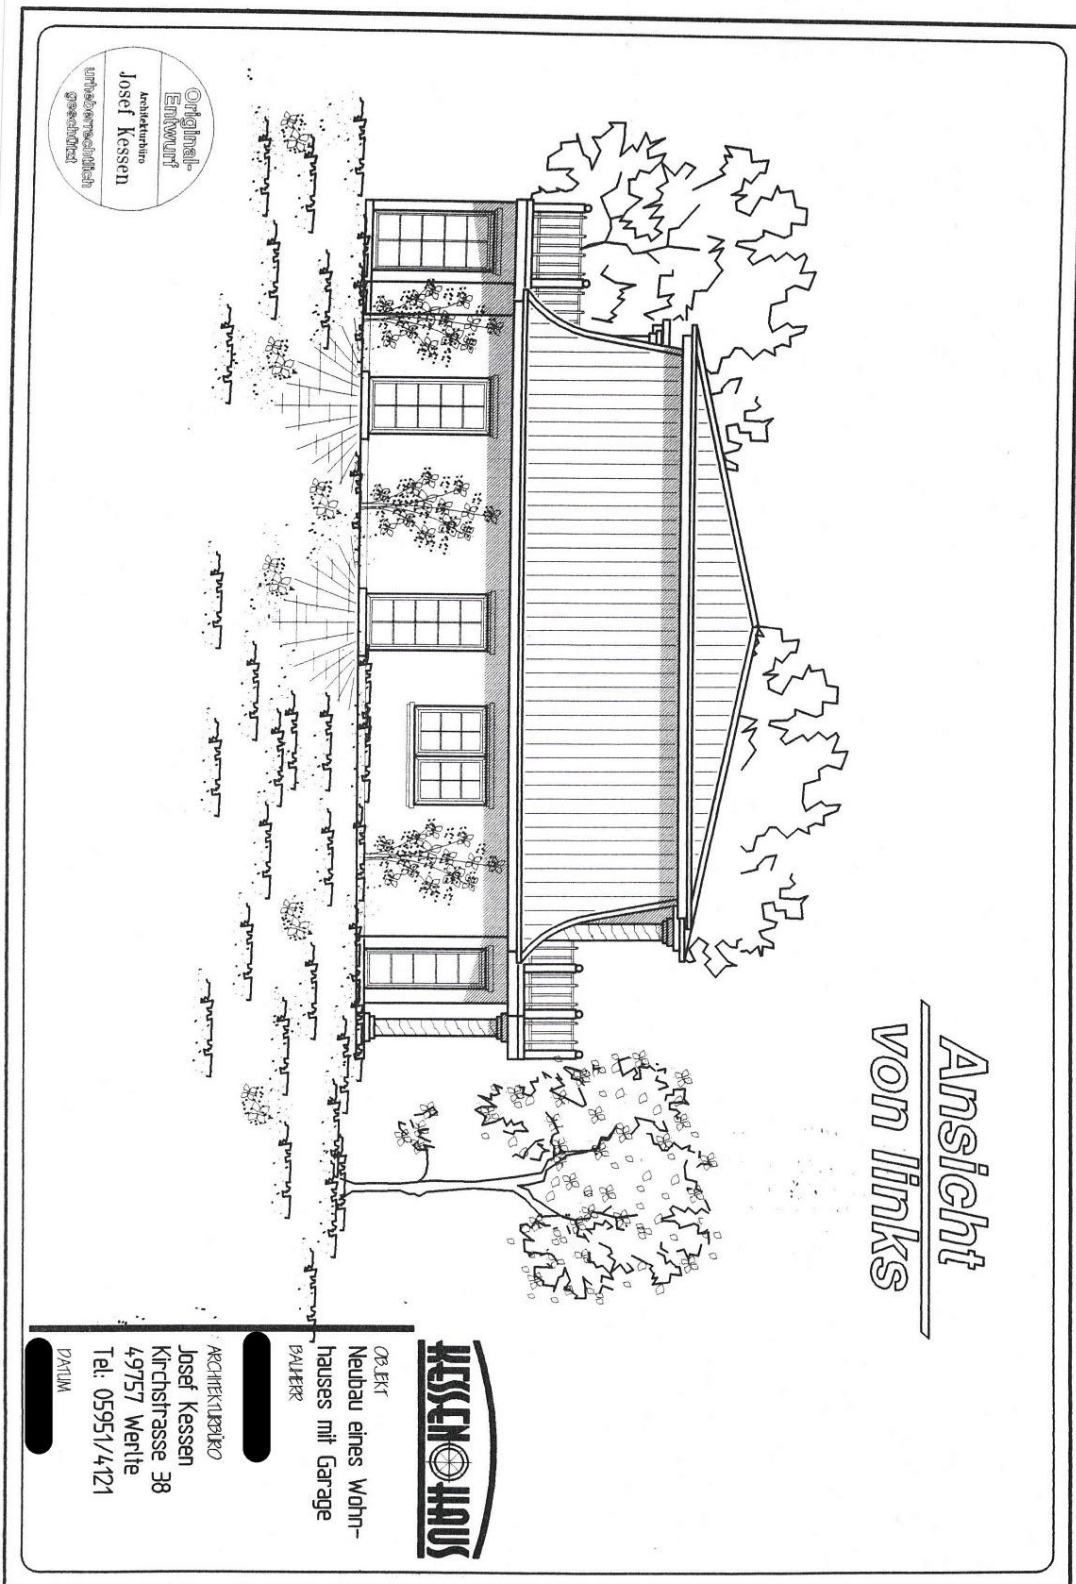 Ansicht
von links
KESSEN HAUS
OBJEKT
Neubau eines Wohn-
hauses mit Garage
BAUHERR
ARCHITEKTURBÜRO
Josef Kessen
Kirchstrasse 38
49757 Werlte
Tel: 05951/4121
DATUM
Original-
Entwurf
Architekturbüro
Josef Kessen
urheberrechtlich
geschützt